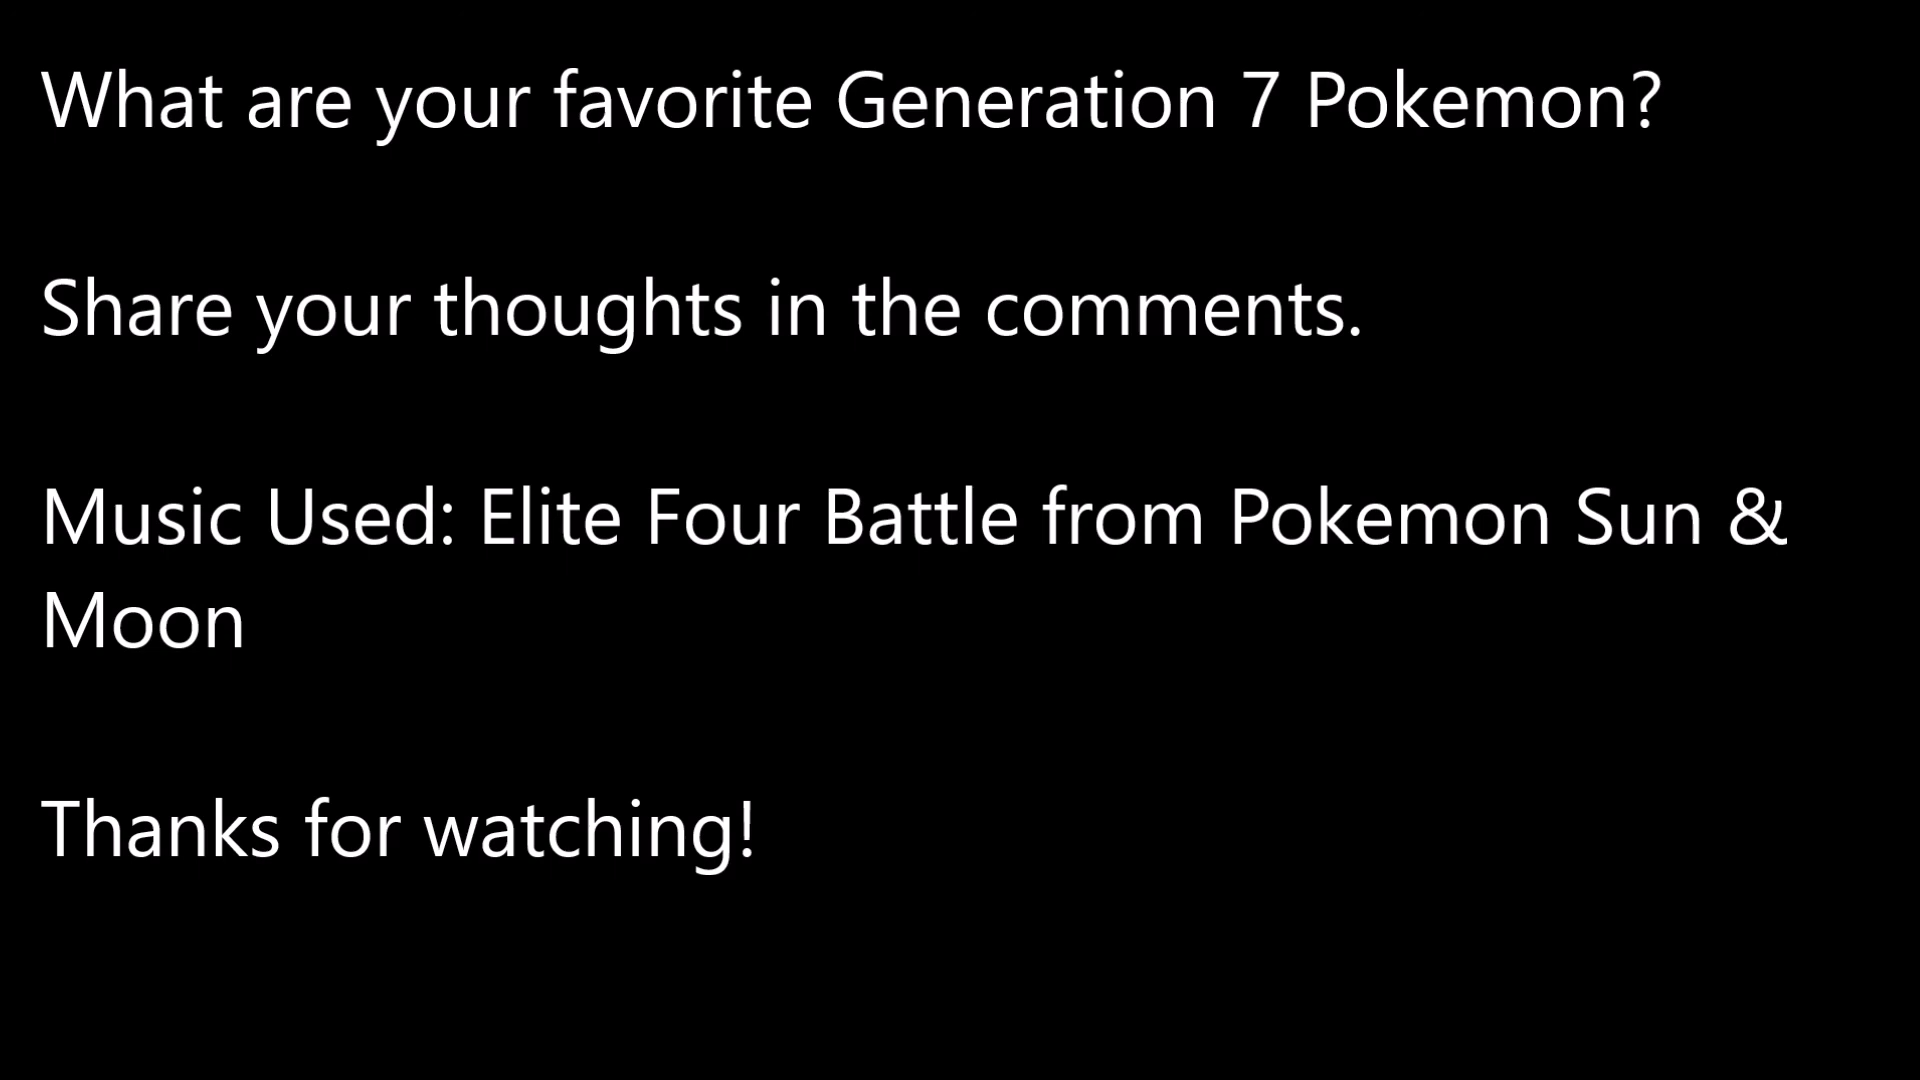 What are your favorite Generation 7 Pokemon?
Share your thoughts in the comments.
Music Used: Elite Four Battle from Pokemon Sun &
Moon
Thanks for watching!